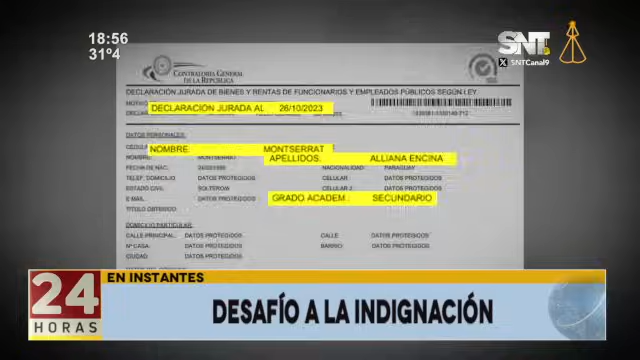 18:56
31°4
SNT
SNTCanal9
CONTRALORÍA GENERAL
DE LA REPÚBLICA
DECLARACIÓN JURADA DE BIENES Y RENTAS DE FUNCIONARIOS Y EMPLEADOS PÚBLICOS SEGÚN LEY
DECLARACIÓN JURADA AL 26/10/2023
DATOS PERSONALES:
NOMBRE MONTSERRAT
NOMBRE: MONTSERRAT APELLIDOS. ALLIANA ENCINA
FECHA DE NAC. NACIONALIDAD PARAGUAY
TELEF. DOMICILIO DATOS PROTEGIDOS CELULAR DATOS PROTEGIDOS
ESTADO CIVIL SOLTERO/A CELULAR 2 DATOS PROTEGIDOS
E-MAIL DATOS PROTEGIDOS GRADO ACADEM.: SECUNDARIO
TÍTULO OBTENIDO:
DOMICILIO PARTICULAR:
CALLE PRINCIPAL: DATOS PROTEGIDOS CALLE DATOS PROTEGIDOS
Nº CASA: DATOS PROTEGIDOS BARRIO: DATOS PROTEGIDOS
CIUDAD: DATOS PROTEGIDOS
EN INSTANTES
24
HORAS
DESAFÍO A LA INDIGNACIÓN